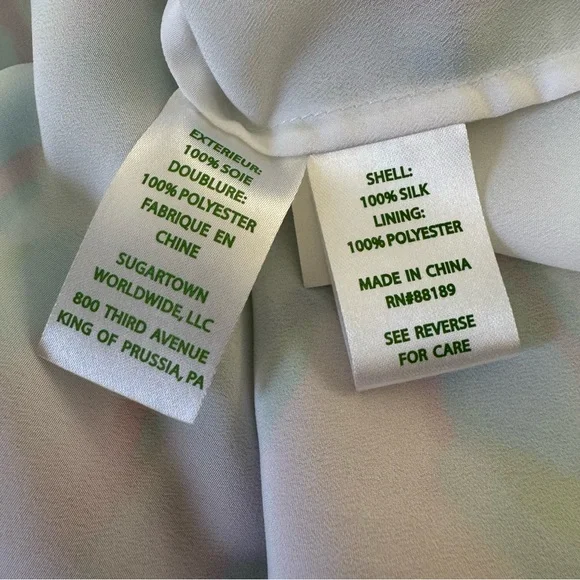 EXTERIEUR:
100% SOIE
DOUBLURE:
100% POLYESTER
FABRIQUE EN
CHINE
SUGARTOWN
WORLDWIDE, LLC
800 THIRD AVENUE
KING OF PRUSSIA, PA
SHELL:
100% SILK
LINING:
100% POLYESTER
MADE IN CHINA
RN#88189
SEE REVERSE
FOR CARE